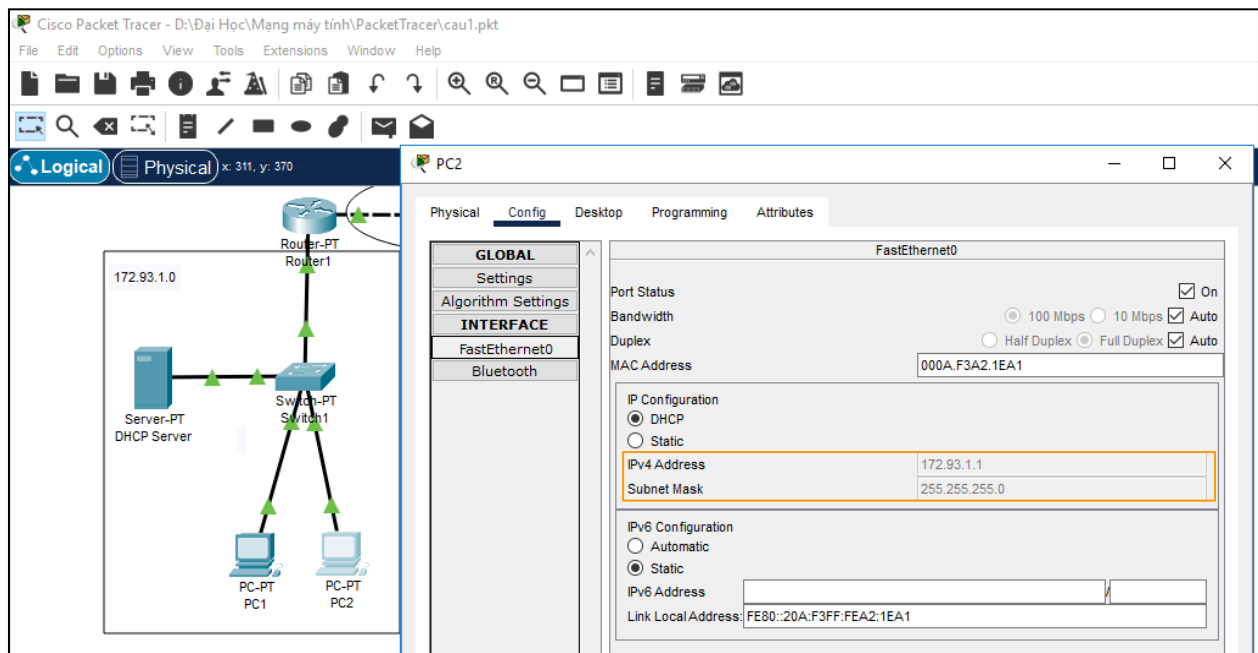 Cisco Packet Tracer - D:\Đại Học\Mạng máy tính\PacketTracer\cau1.pkt
File Edit Options View Tools Extensions Window Help
Logical Physical x: 311, y: 370
Router-PT
Router1
172.93.1.0
Server-PT
DHCP Server
Switch-PT
Switch1
PC-PT
PC1
PC-PT
PC2
PC2
Physical Config Desktop Programming Attributes
GLOBAL
Settings
Algorithm Settings
INTERFACE
FastEthernet0
Bluetooth
FastEthernet0
Port Status On
Bandwidth 100 Mbps 10 Mbps Auto
Duplex Half Duplex Full Duplex Auto
MAC Address 000A.F3A2.1EA1
IP Configuration
DHCP
Static
IPv4 Address 172.93.1.1
Subnet Mask 255.255.255.0
IPv6 Configuration
Automatic
Static
IPv6 Address /
Link Local Address: FE80::20A:F3FF:FEA2:1EA1